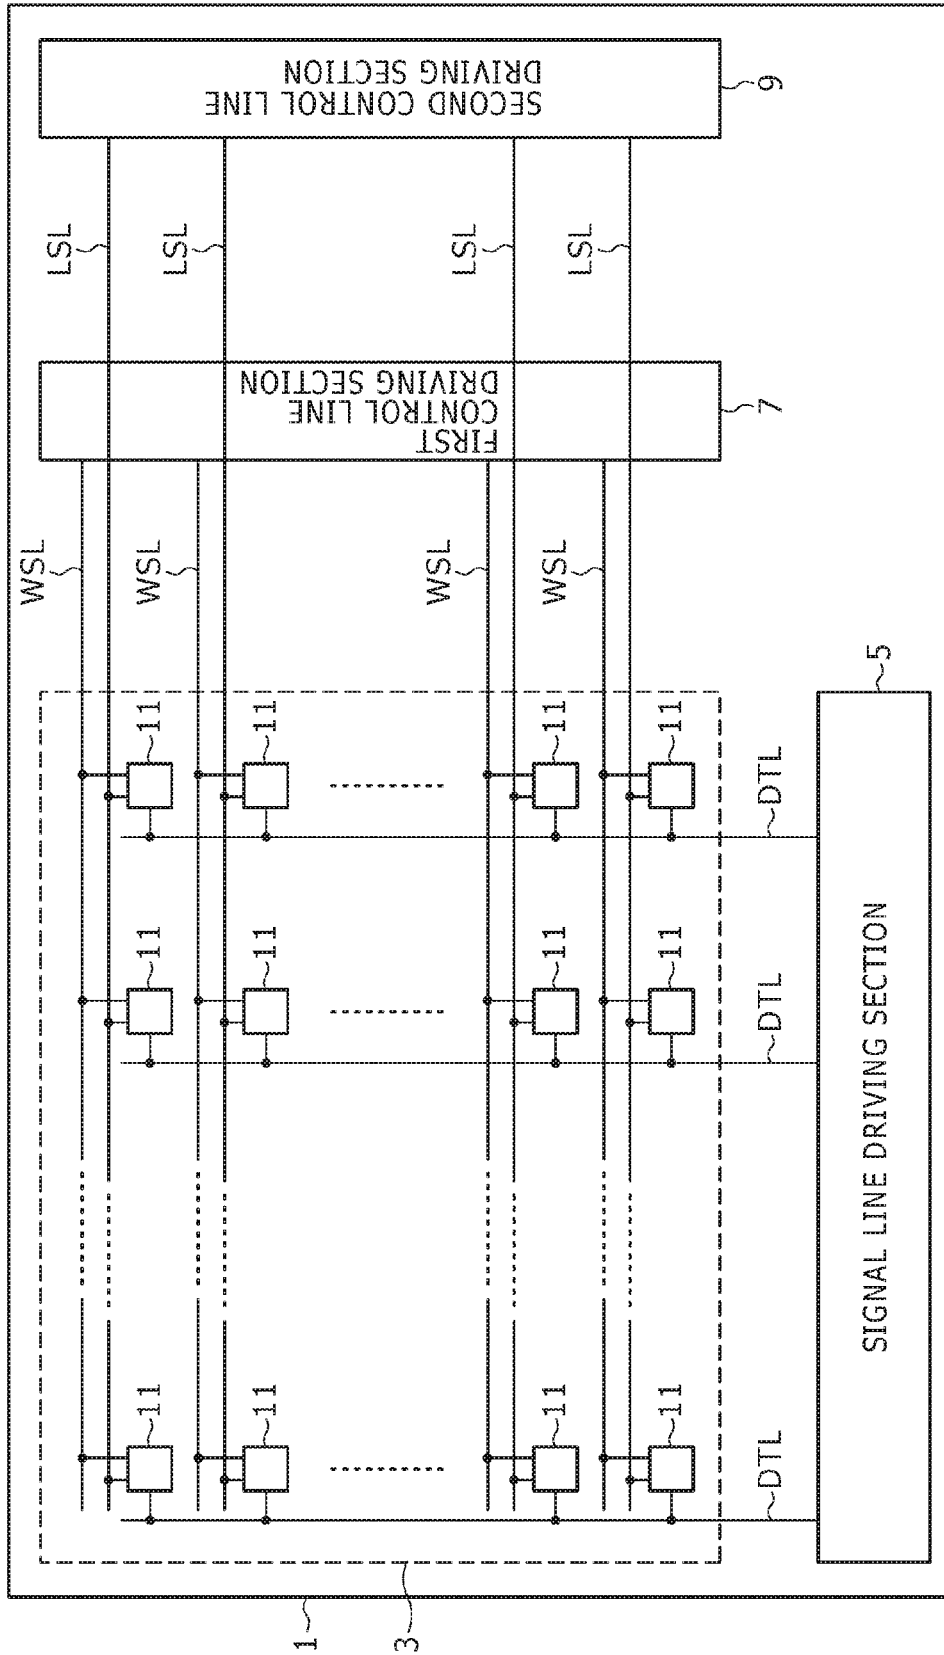 SECOND CONTROL LINE
DRIVING SECTION
9
LSL
LSL
LSL
LSL
FIRST
CONTROL LINE
DRIVING SECTION
7
WSL
WSL
WSL
WSL
11
11
11
11
11
11
11
11
11
11
11
11
DTL
DTL
DTL
5
SIGNAL LINE DRIVING SECTION
1
3